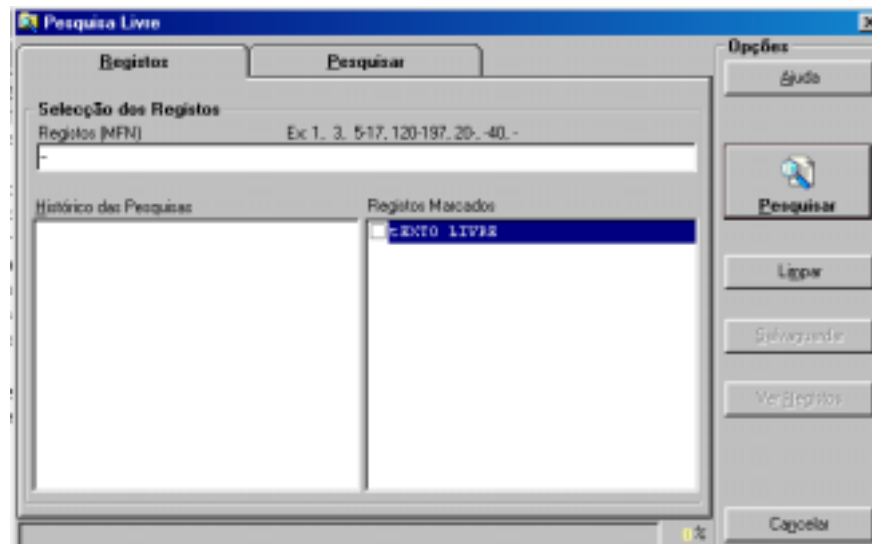 Pesquisa Livre
Registos
Pesquisar
Selecção dos Registos
Registos (MFN) Ex: 1, 3, 5-17, 120-197, 20-, -40, -
-
Histórico das Pesquisas
Registos Marcados
tEXTO LIVRE
0%
Opções
Ajuda
Pesquisar
Limpar
Salvaguardar
Ver Registos
Cancelar